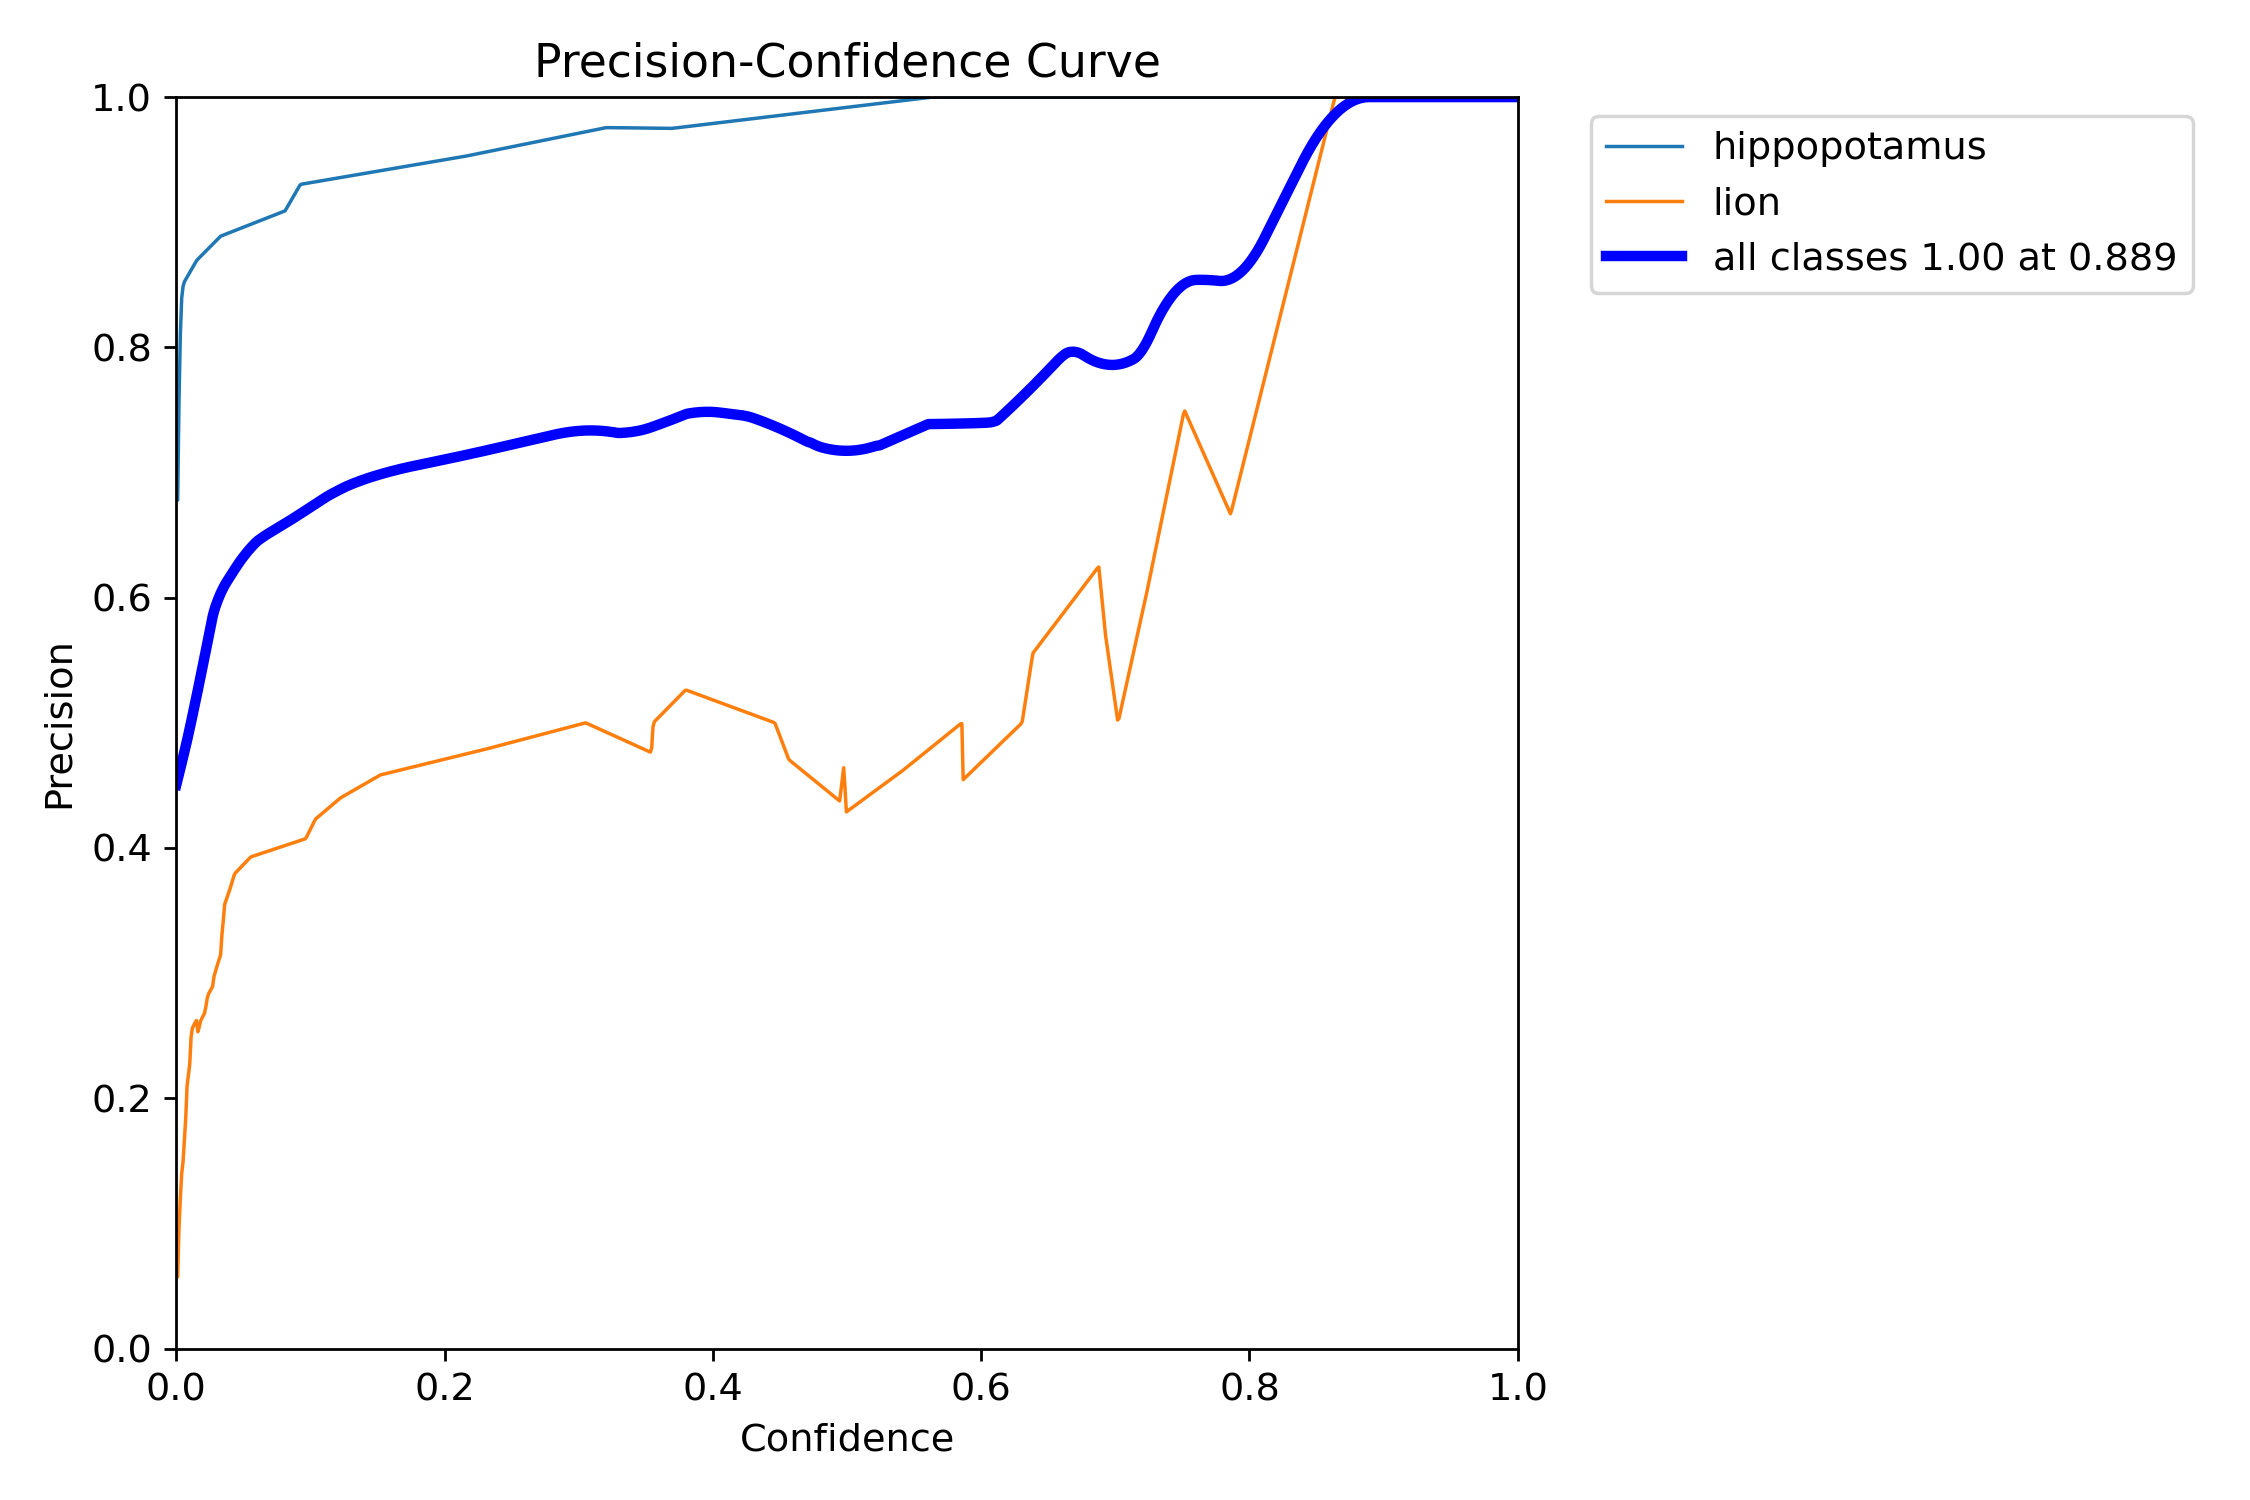 Precision-Confidence Curve
1.0
0.8
0.6
0.4
0.2
0.0
Precision
0.0 0.2 0.4 0.6 0.8 1.0
Confidence
hippopotamus
lion
all classes 1.00 at 0.889